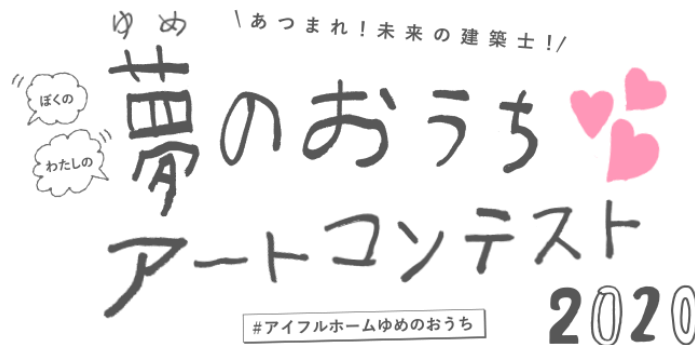 \あつまれ!未来の建築士!/
ゆめ
ぼくの
わたしの
夢のおうち
アートコンテスト
2020
#アイフルホームゆめのおうち